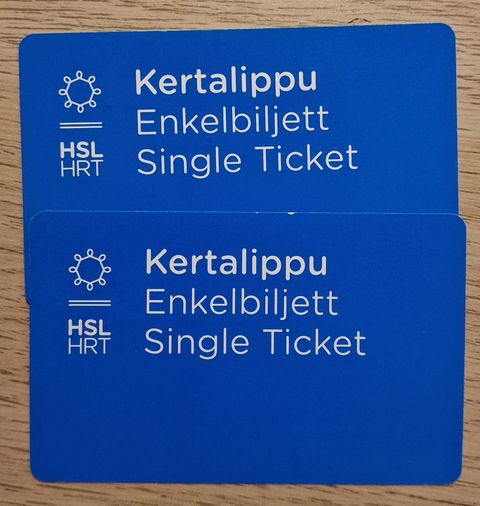 Kertalippu
Enkelbiljett
Single Ticket
HSL
HRT
Kertalippu
Enkelbiljett
Single Ticket
HSL
HRT